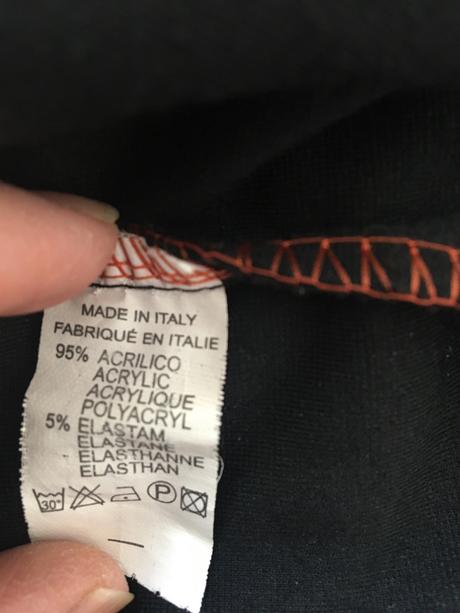 MADE IN ITALY
FABRIQUÉ EN ITALIE
95% ACRILICO
ACRYLIC
ACRYLIQUE
POLYACRYL
5% ELASTAM
ELASTANE
ELASTHANNE
ELASTHAN
30° P